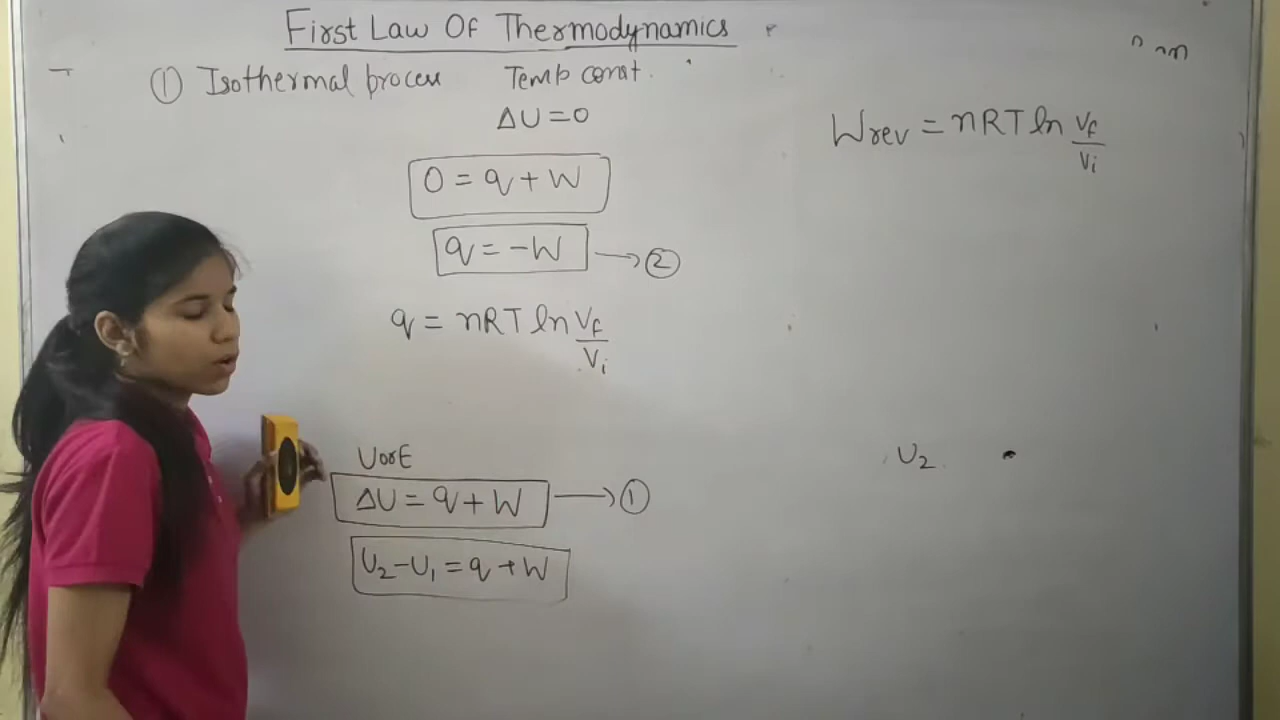 First Law Of Thermodynamics
① Isothermal process Temp const.
ΔU = 0
Wrev = nRT ln Vf/Vi
0 = q + W
q = -W → ②
q = nRT ln Vf/Vi
U or E
U2
ΔU = q + W → ①
U2 - U1 = q + W